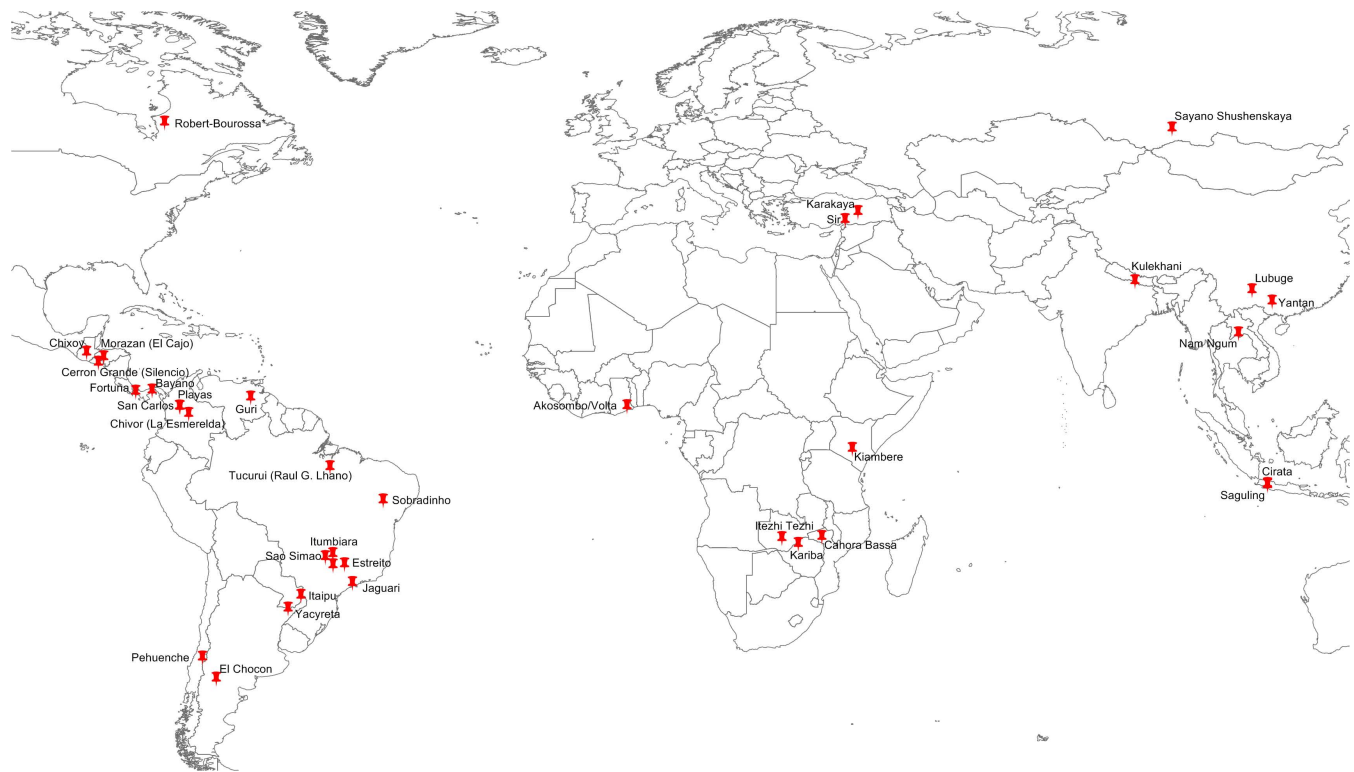 Sayano Shushenskaya
Robert-Bourossa
Karakaya
Sir
Kulekhani
Lubuge
Yantan
Nam Ngum
Chixoy
Morazan (El Cajo)
Cerron Grande (Silencio)
Fortuna
Bayano
Playas
San Carlos
Guri
Chivor (La Esmerelda)
Akosombo/Volta
Kiambere
Tucurui (Raul G. Lhano)
Cirata
Saguling
Sobradinho
Itezhi Tezhi
Cahora Bassa
Kariba
Itumbiara
Sao Simao
Estreito
Jaguari
Itaipu
Yacyreta
Pehuenche
El Chocon